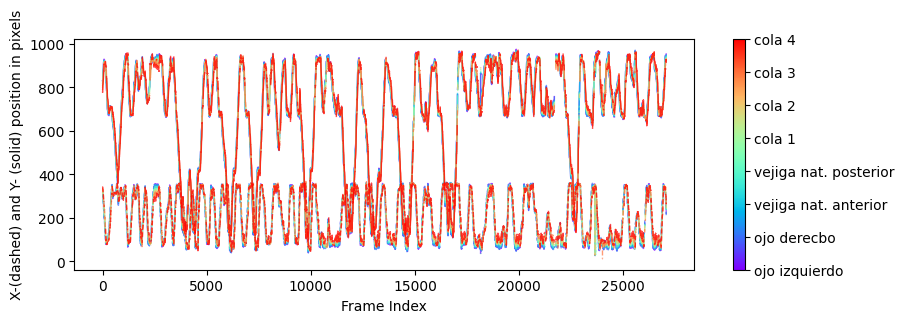 X-(dashed) and Y- (solid) position in pixels
1000
800
600
400
200
0
0 5000 10000 15000 20000 25000
Frame Index
cola 4
cola 3
cola 2
cola 1
vejiga nat. posterior
vejiga nat. anterior
ojo derecbo
ojo izquierdo